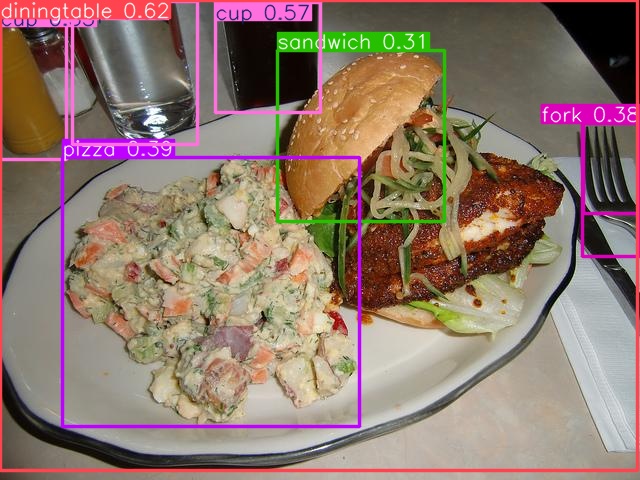 diningtable 0.62
cup 0.57
sandwich 0.31
fork 0.38
pizza 0.39